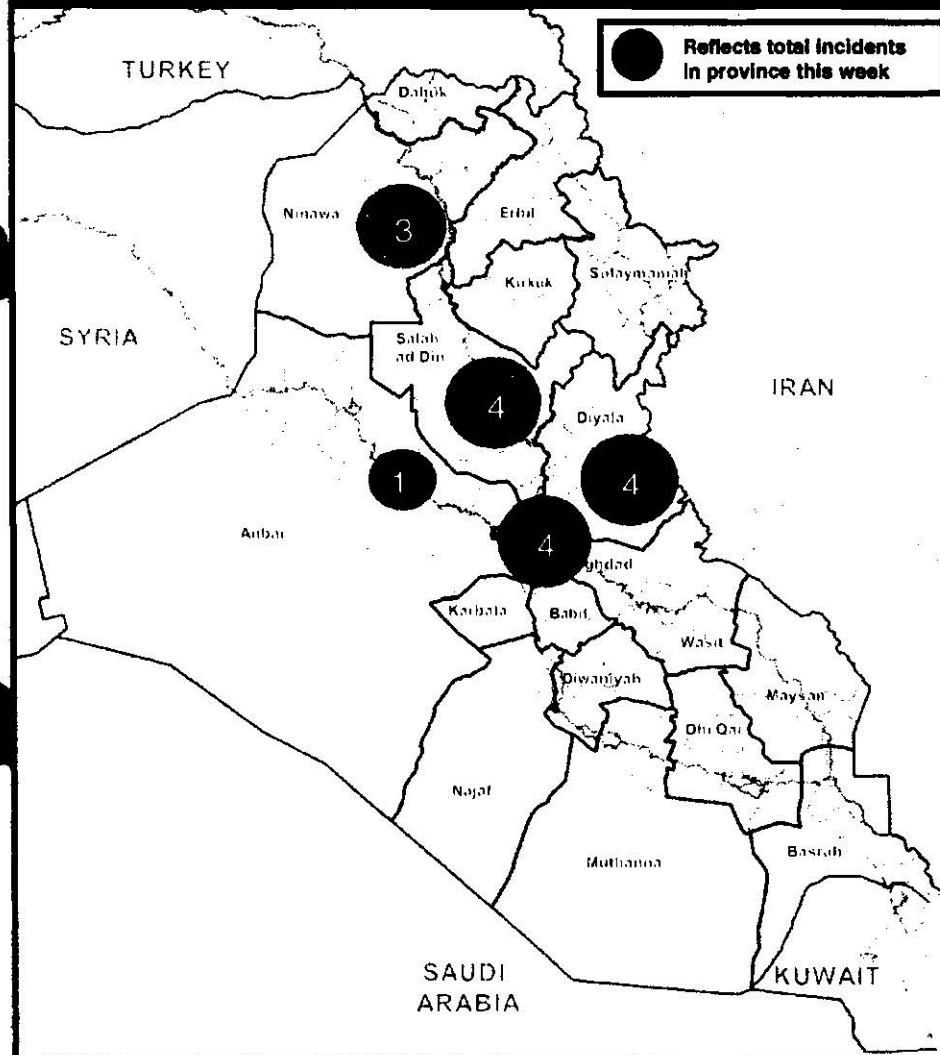 Reflects total incidents
in province this week
TURKEY
Dahuk
Ninawa
3
Erbil
Kirkuk
Sulaymaniah
SYRIA
Salah
ad Din
4
IRAN
Diyala
4
1
Anbar
4
ghdad
Karbala
Babil
Wasit
Diwaniyah
Maysan
Dhi Qar
Najaf
Muthanna
Basrah
SAUDI
ARABIA
KUWAIT